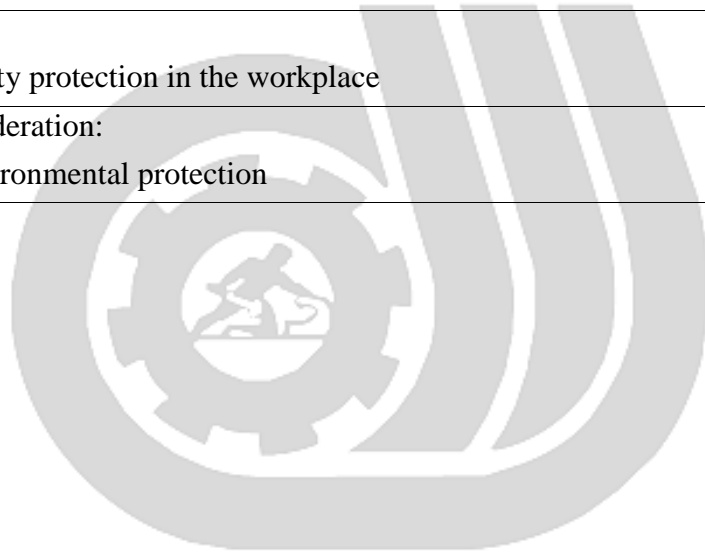 ty protection in the workplace
deration:
ronmental protection